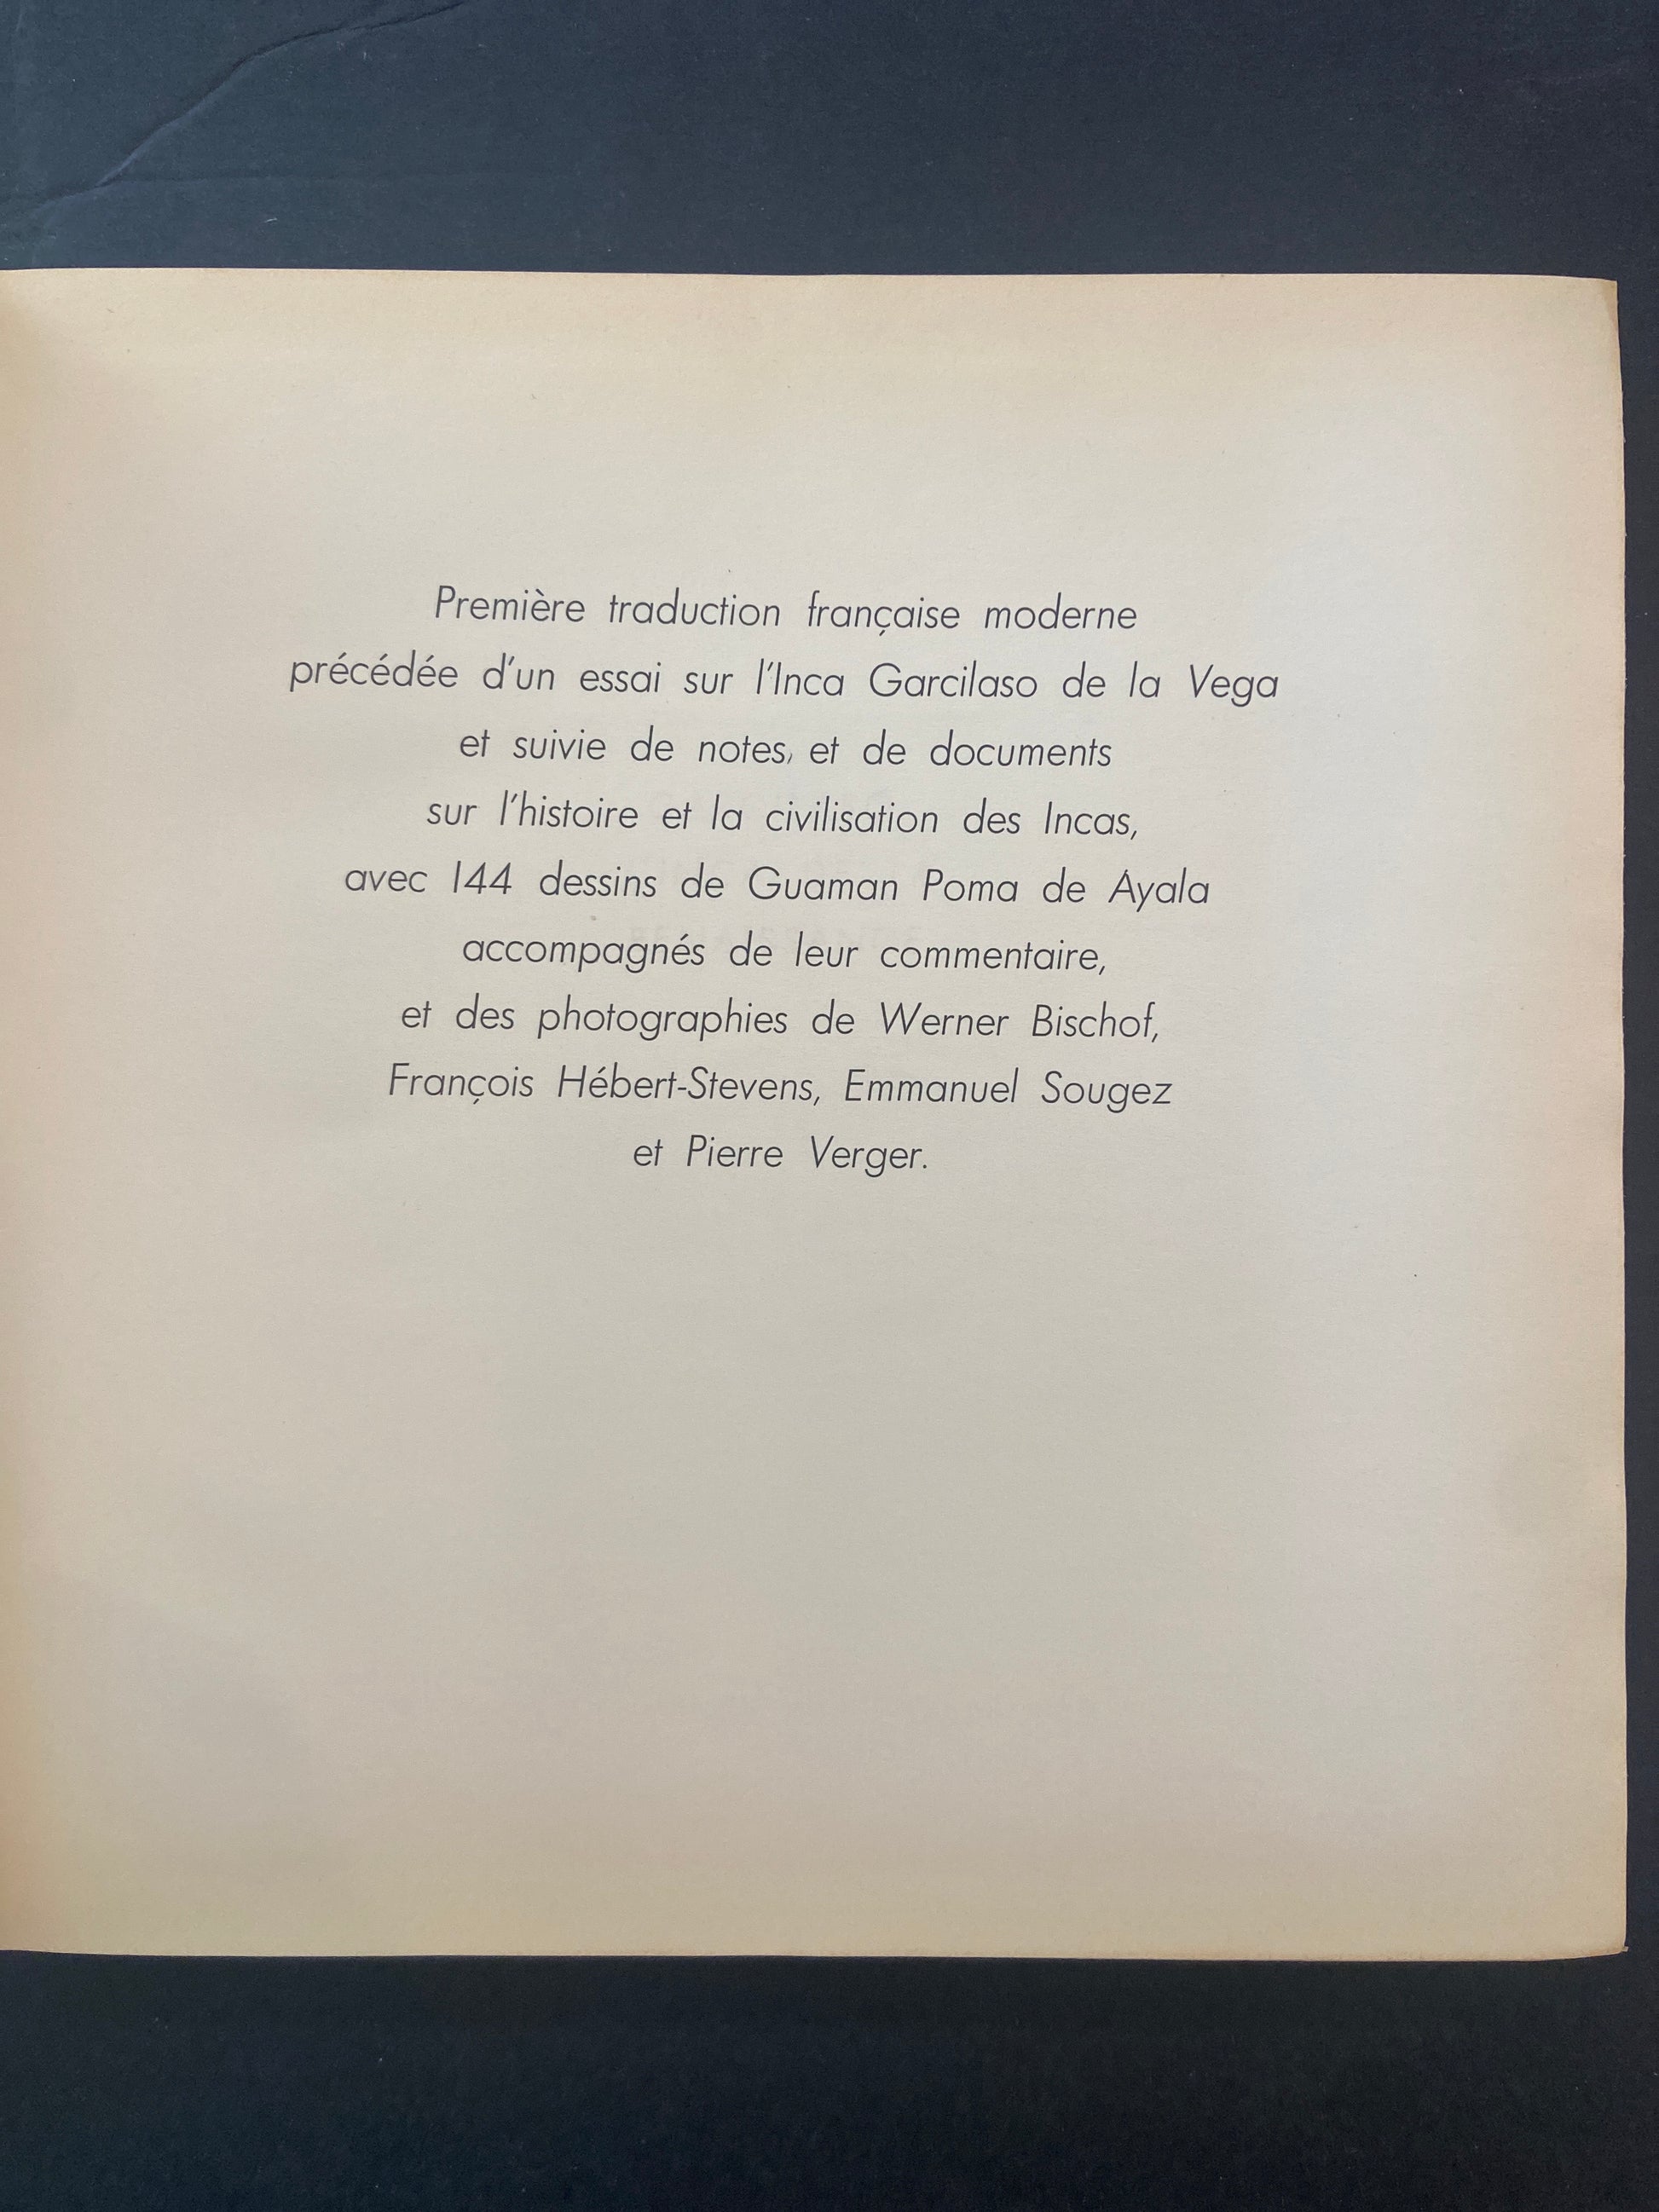 Première traduction française moderne
précédée d'un essai sur l'Inca Garcilaso de la Vega
et suivie de notes, et de documents
sur l'histoire et la civilisation des Incas,
avec 144 dessins de Guaman Poma de Ayala
accompagnés de leur commentaire,
et des photographies de Werner Bischof,
François Hébert-Stevens, Emmanuel Sougez
et Pierre Verger.